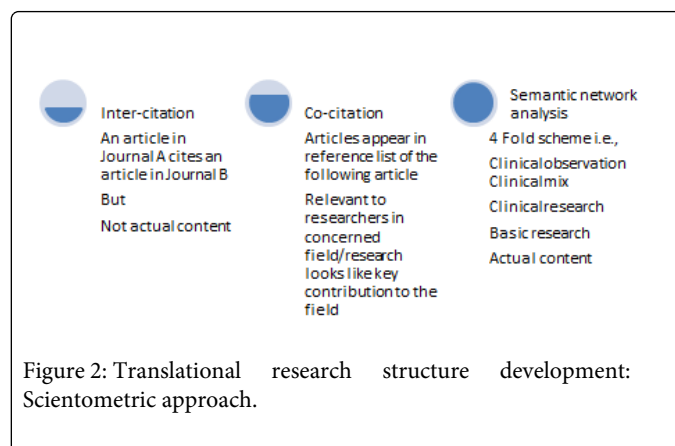 Inter-citation
An article in
Journal A cites an
article in Journal B
But
Not actual content
Co-citation
Articles appear in
reference list of the
following article
Relevant to
researchers in
concerned
field/research
looks like key
contribution to the
field
Semantic network
analysis
4 Fold scheme i.e.,
Clinicalobservation
Clinicalmix
Clinicalresearch
Basic research
Actual content
Figure 2: Translational research structure development:
Scientometric approach.